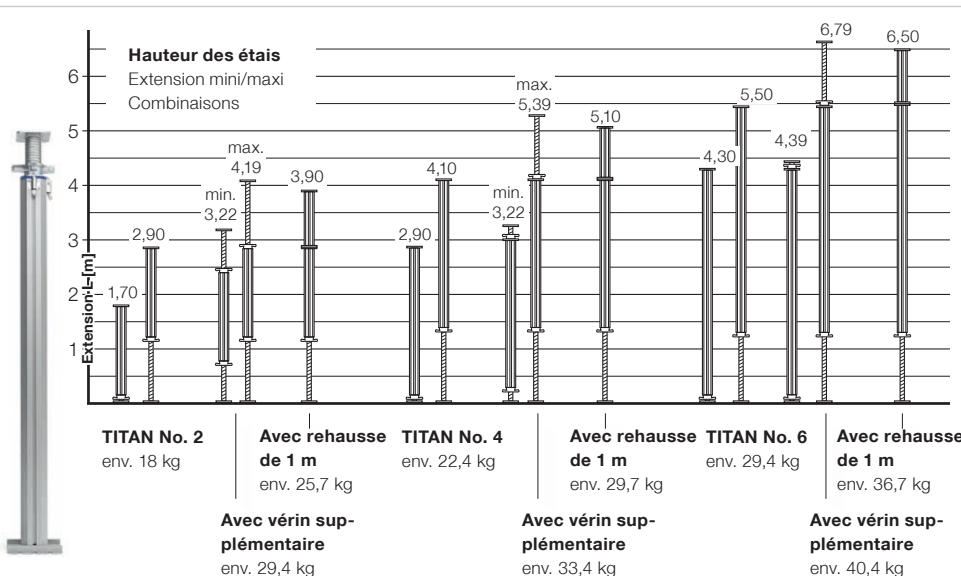 Hauteur des étais
Extension mini/maxi
Combinaisons
Extension L [m]
6
5
4
3
2
1
1,70
2,90
min.
3,22
max.
4,19
3,90
2,90
4,10
min.
3,22
max.
5,39
5,10
4,30
5,50
4,39
6,79
6,50
TITAN No. 2
env. 18 kg
Avec rehausse
de 1 m
env. 25,7 kg
Avec vérin sup-
plémentaire
env. 29,4 kg
TITAN No. 4
env. 22,4 kg
Avec rehausse
de 1 m
env. 29,7 kg
Avec vérin sup-
plémentaire
env. 33,4 kg
TITAN No. 6
env. 29,4 kg
Avec rehausse
de 1 m
env. 36,7 kg
Avec vérin sup-
plémentaire
env. 40,4 kg